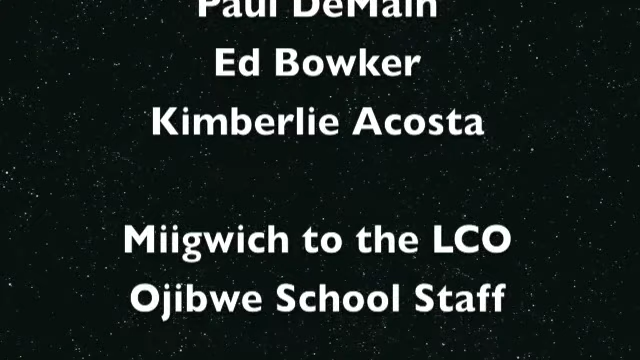 Paul DeMain
Ed Bowker
Kimberlie Acosta
Miigwich to the LCO
Ojibwe School Staff